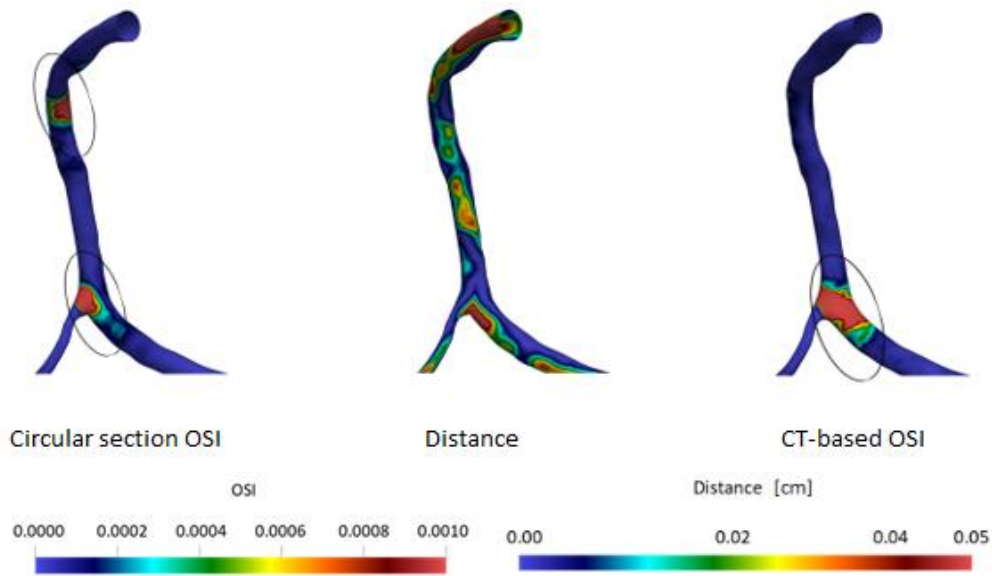 Circular section OSI
Distance
CT-based OSI
OSI
0.0000 0.0002 0.0004 0.0006 0.0008 0.0010
Distance [cm]
0.00 0.02 0.04 0.05